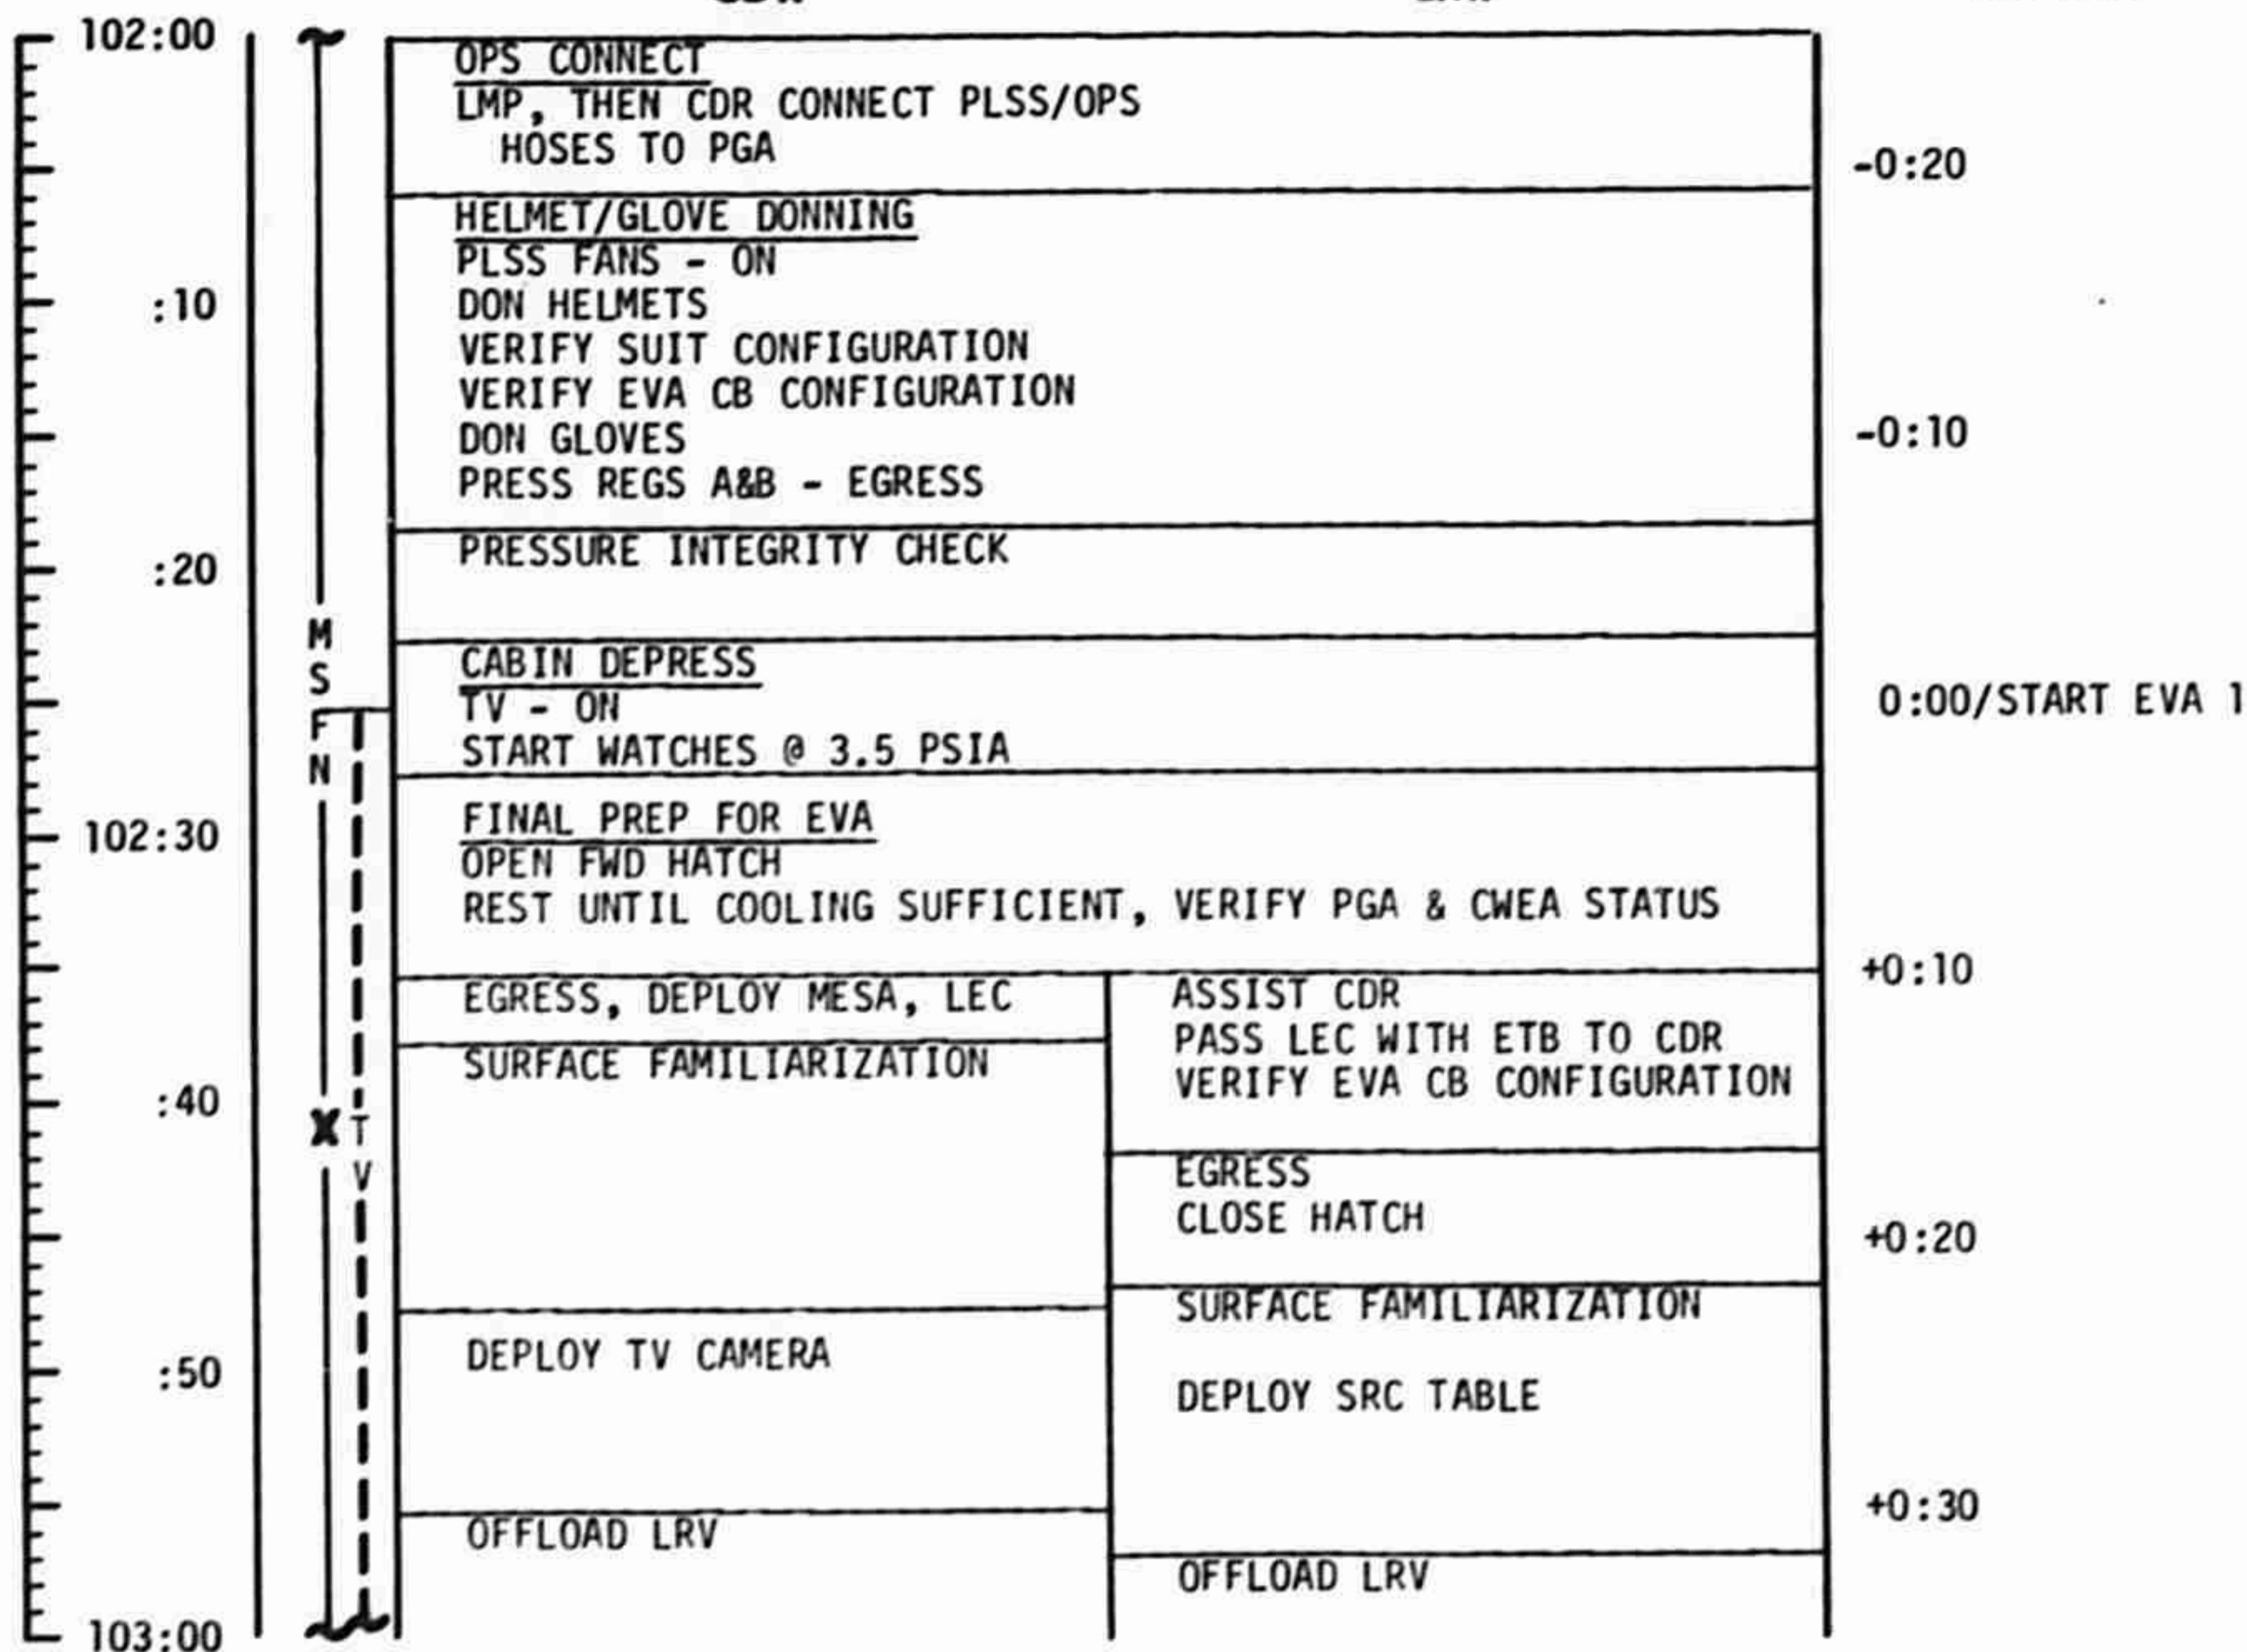 102:00
OPS CONNECT
LMP, THEN CDR CONNECT PLSS/OPS
HOSES TO PGA
-0:20
HELMET/GLOVE DONNING
PLSS FANS - ON
:10
DON HELMETS
VERIFY SUIT CONFIGURATION
VERIFY EVA CB CONFIGURATION
DON GLOVES
-0:10
PRESS REGS A&B - EGRESS
PRESSURE INTEGRITY CHECK
:20
MSFN
CABIN DEPRESS
TV - ON
0:00/START EVA 1
START WATCHES @ 3.5 PSIA
FINAL PREP FOR EVA
102:30
OPEN FWD HATCH
REST UNTIL COOLING SUFFICIENT, VERIFY PGA & CWEA STATUS
+0:10
EGRESS, DEPLOY MESA, LEC
SURFACE FAMILIARIZATION
ASSIST CDR
PASS LEC WITH ETB TO CDR
VERIFY EVA CB CONFIGURATION
:40
X
TV
EGRESS
CLOSE HATCH
+0:20
SURFACE FAMILIARIZATION
DEPLOY TV CAMERA
:50
DEPLOY SRC TABLE
+0:30
OFFLOAD LRV
OFFLOAD LRV
103:00